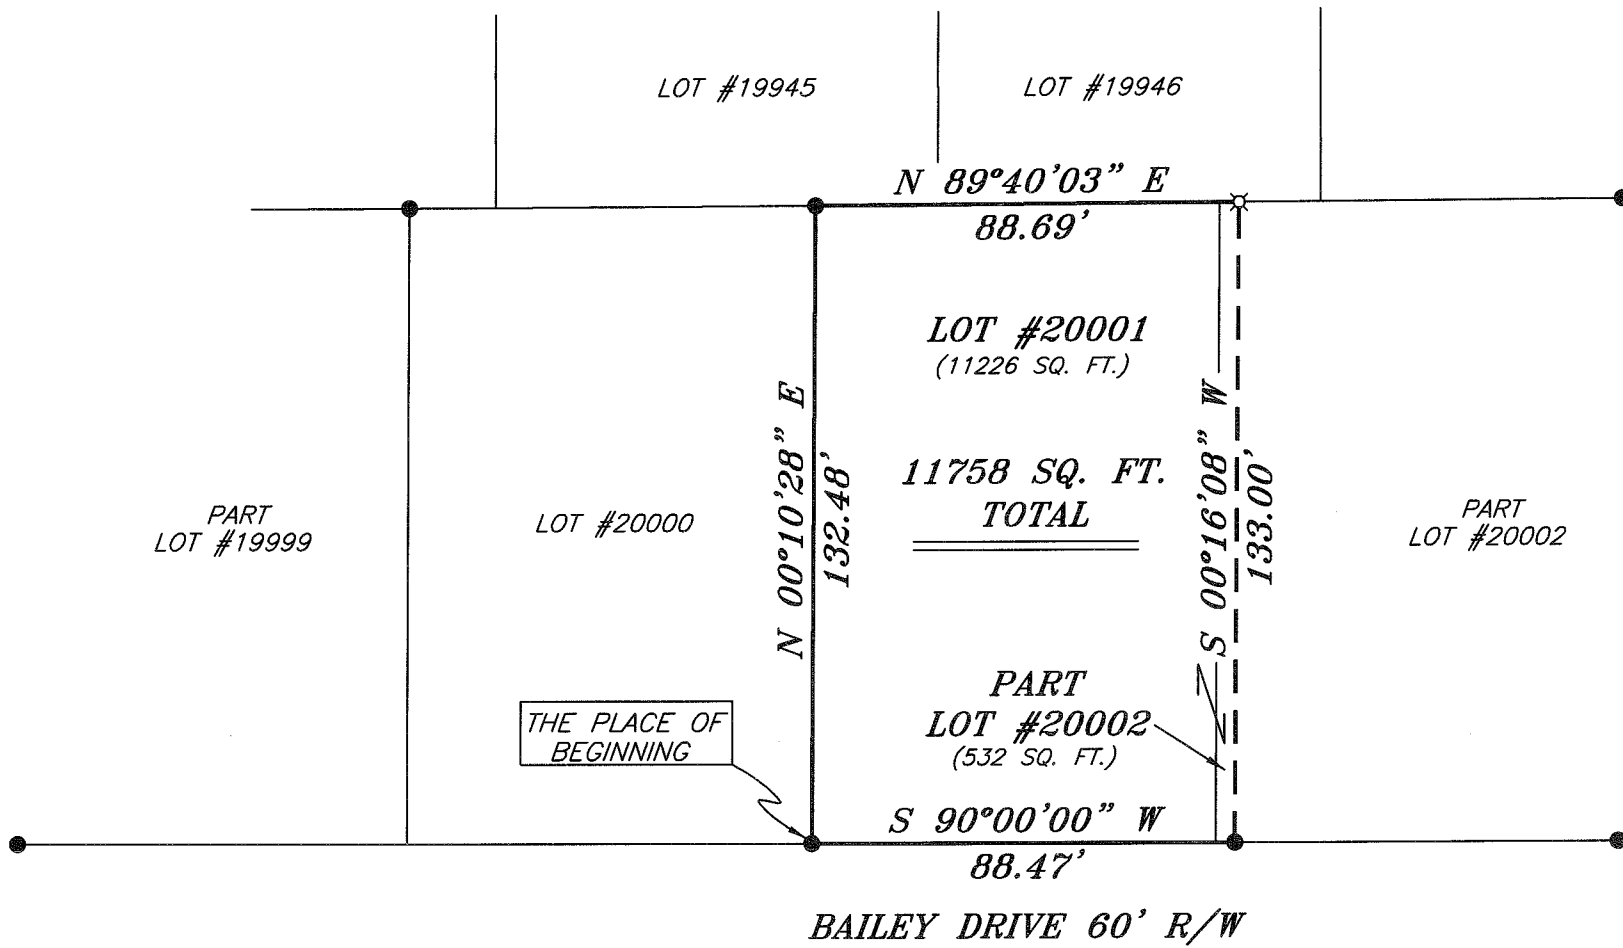 LOT #19945
LOT #19946
N 89°40'03" E
88.69'
LOT #20001
(11226 SQ. FT.)
N 00°10'28" E
132.48'
11758 SQ. FT.
TOTAL
S 00°16'08" W
133.00'
PART
LOT #19999
LOT #20000
PART
LOT #20002
PART
LOT #20002
(532 SQ. FT.)
THE PLACE OF
BEGINNING
S 90°00'00" W
88.47'
BAILEY DRIVE 60' R/W